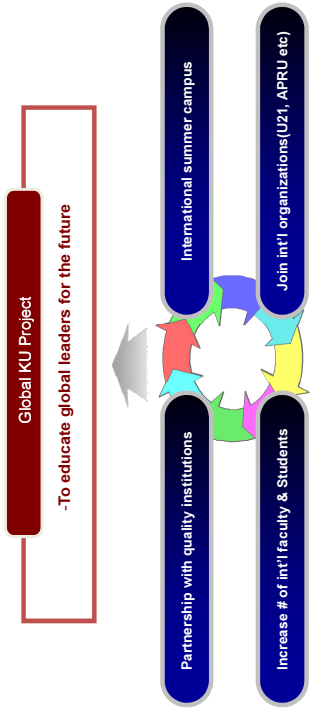 Global KU Project
-To educate global leaders for the future
Partnership with quality institutions
International summer campus
Increase # of int'l faculty & Students
Join int'l organizations(U21, APRU etc)